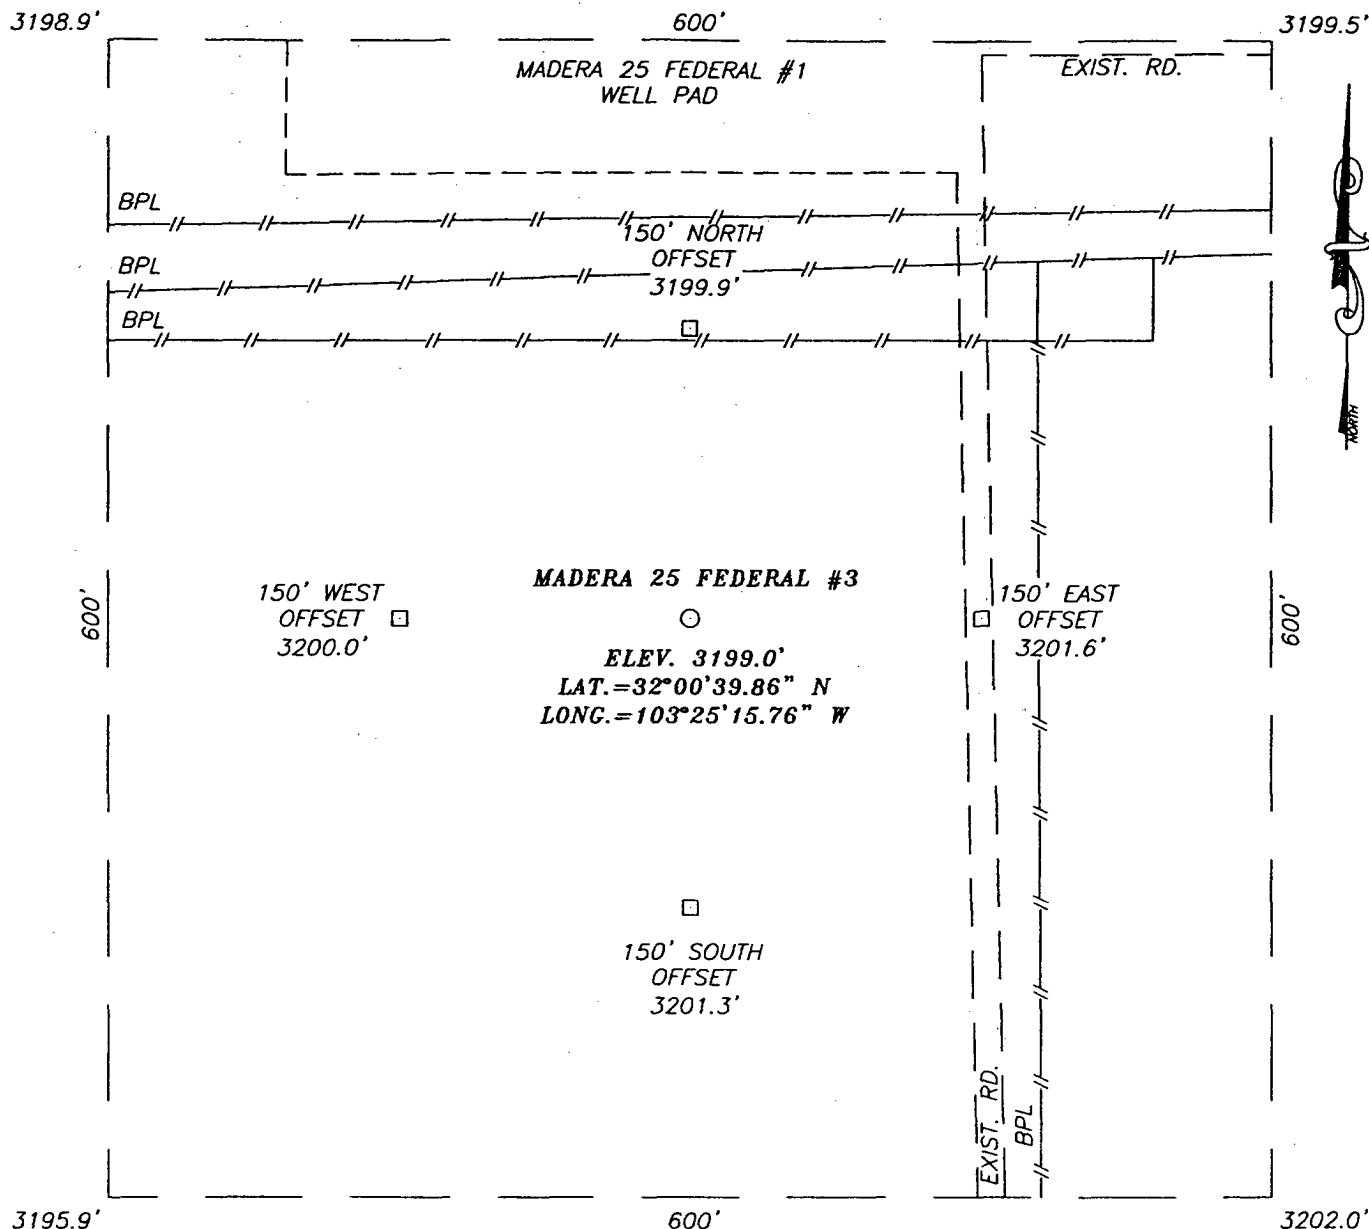 3198.9'
600'
3199.5'
MADERA 25 FEDERAL #1
WELL PAD
EXIST. RD.
BPL
150' NORTH
OFFSET
3199.9'
BPL
BPL
NORTH
600'
150' WEST
OFFSET
3200.0'
MADERA 25 FEDERAL #3
ELEV. 3199.0'
LAT.=32°00'39.86" N
LONG.=103°25'15.76" W
150' EAST
OFFSET
3201.6'
600'
150' SOUTH
OFFSET
3201.3'
EXIST. RD.
BPL
3195.9'
600'
3202.0'